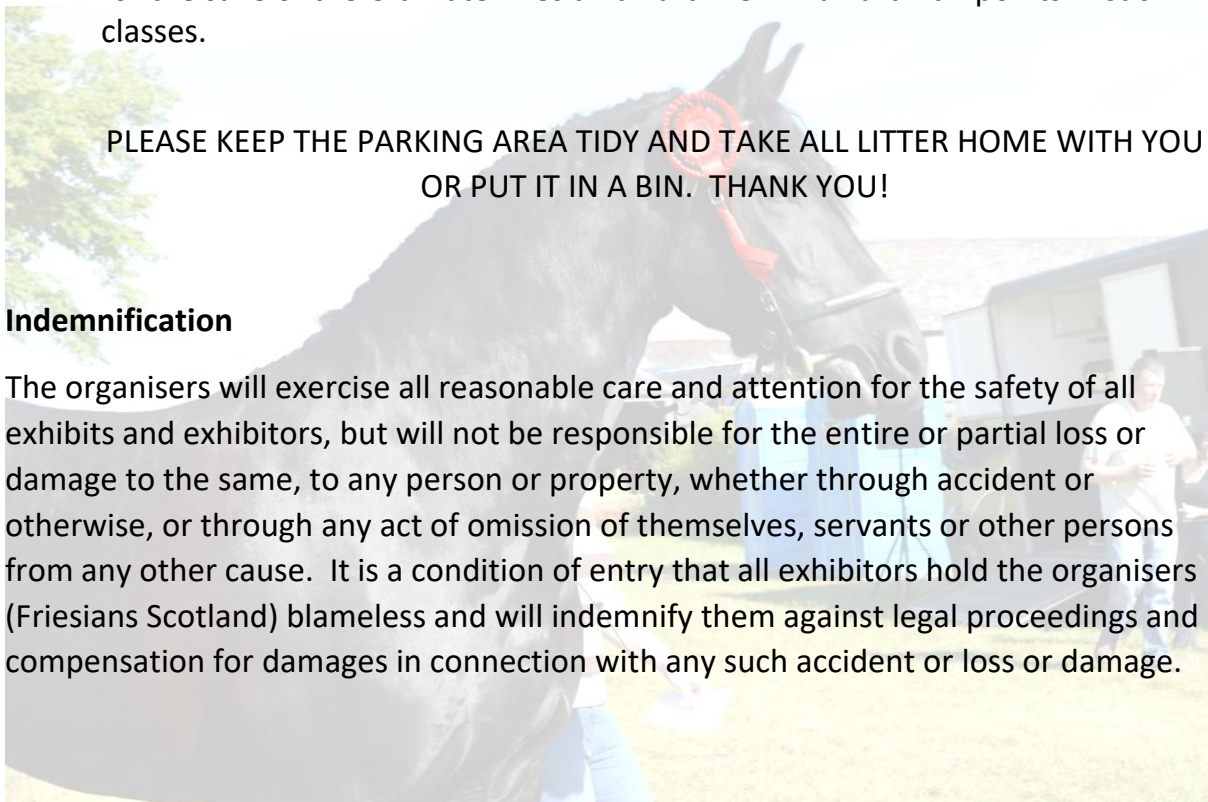 classes.
PLEASE KEEP THE PARKING AREA TIDY AND TAKE ALL LITTER HOME WITH YOU
OR PUT IT IN A BIN.  THANK YOU!
Indemnification
The organisers will exercise all reasonable care and attention for the safety of all
exhibits and exhibitors, but will not be responsible for the entire or partial loss or
damage to the same, to any person or property, whether through accident or
otherwise, or through any act of omission of themselves, servants or other persons
from any other cause.  It is a condition of entry that all exhibitors hold the organisers
(Friesians Scotland) blameless and will indemnify them against legal proceedings and
compensation for damages in connection with any such accident or loss or damage.